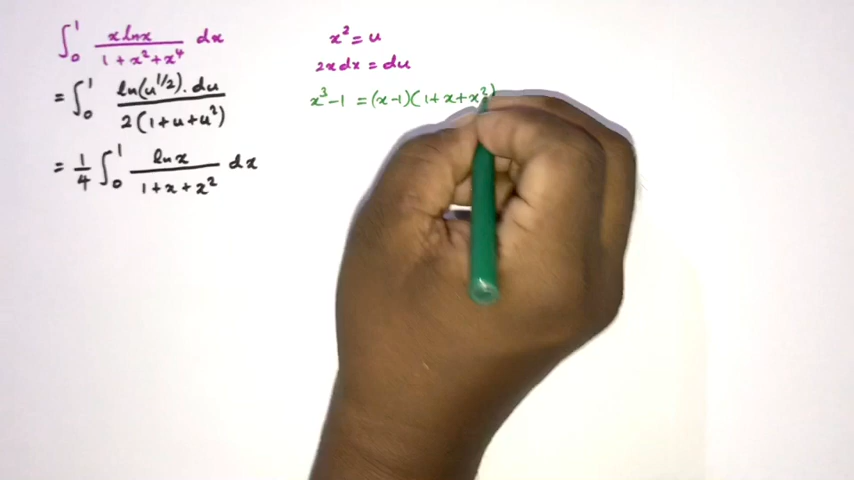 ∫₀¹ x ln x / (1 + x² + x⁴) dx
= ∫₀¹ ln(u^{1/2}) . du / 2(1 + u + u²)
= 1/4 ∫₀¹ ln x / (1 + x + x²) dx
x² = u
2x dx = du
x³ - 1 = (x - 1)(1 + x + x²)